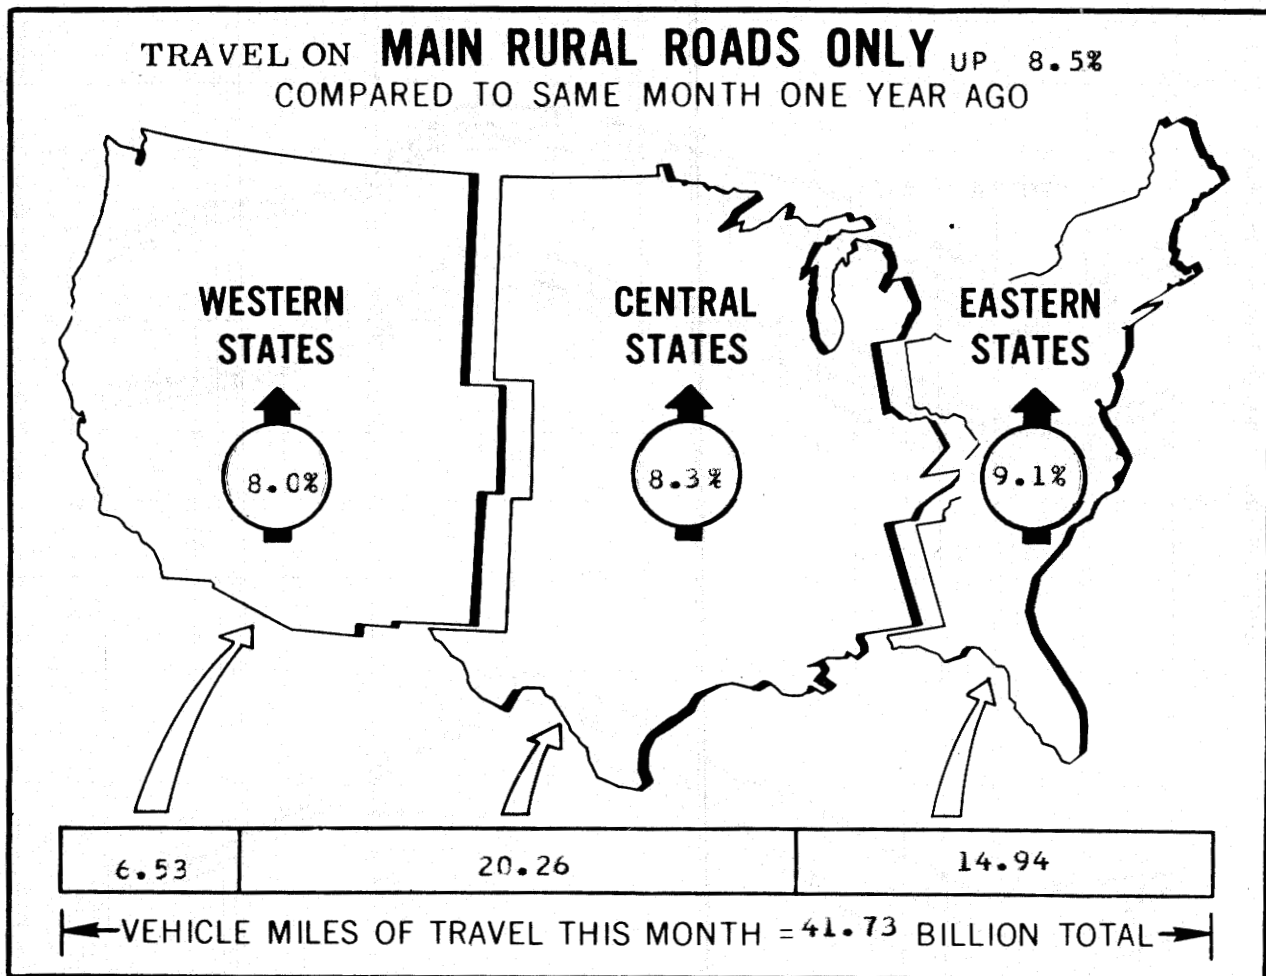 TRAVEL ON MAIN RURAL ROADS ONLY UP 8.5%
COMPARED TO SAME MONTH ONE YEAR AGO
WESTERN
STATES
8.0%
CENTRAL
STATES
8.3%
EASTERN
STATES
9.1%
6.53
20.26
14.94
VEHICLE MILES OF TRAVEL THIS MONTH = 41.73 BILLION TOTAL